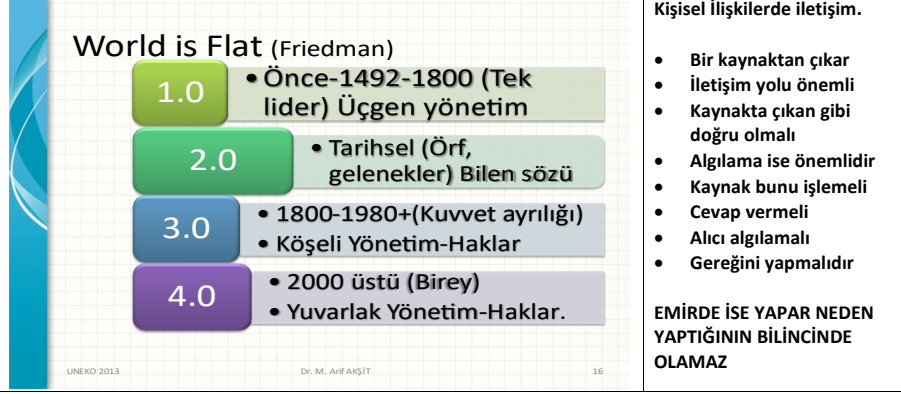 World is Flat (Friedman)
1.0
• Önce-1492-1800 (Tek
lider) Üçgen yönetim
2.0
• Tarihsel (Örf,
gelenekler) Bilen sözü
3.0
• 1800-1980+(Kuvvet ayrılığı)
• Köşeli Yönetim-Haklar
4.0
• 2000 üstü (Birey)
• Yuvarlak Yönetim-Haklar.
UNEKO 2013 Dr. M. Arif AKŞİT 16
Kişisel İlişkilerde iletişim.
• Bir kaynaktan çıkar
• İletişim yolu önemli
• Kaynakta çıkan gibi
doğru olmalı
• Algılama ise önemlidir
• Kaynak bunu işlemeli
• Cevap vermeli
• Alıcı algılamalı
• Gereğini yapmalıdır
EMİRDE İSE YAPAR NEDEN
YAPTIĞININ BİLİNCİNDE
OLAMAZ